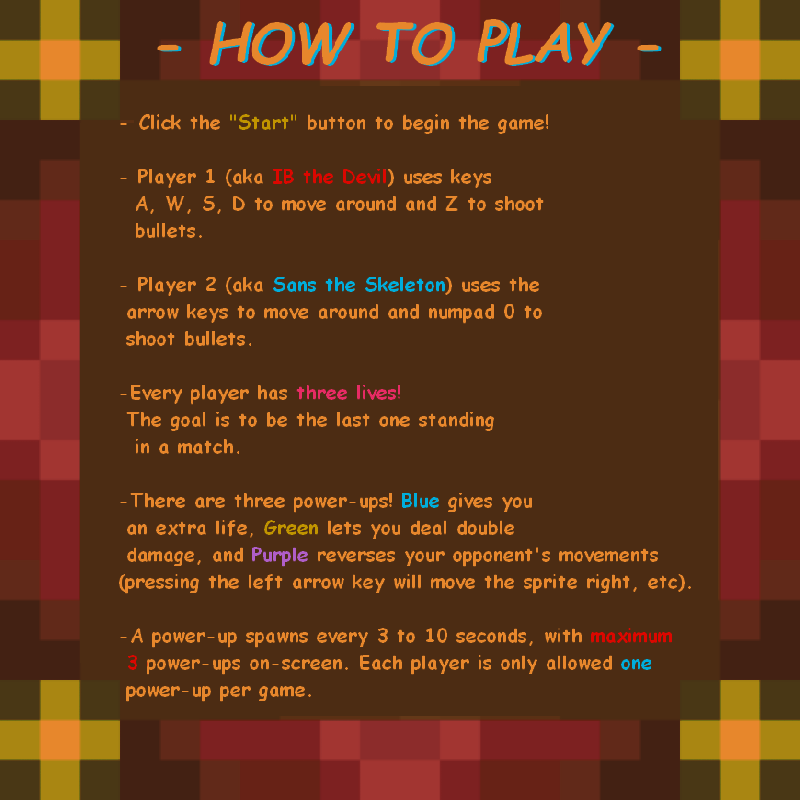 - HOW TO PLAY -
- Click the "Start" button to begin the game!
- Player 1 (aka IB the Devil) uses keys
A, W, S, D to move around and Z to shoot
bullets.
- Player 2 (aka Sans the Skeleton) uses the
arrow keys to move around and numpad 0 to
shoot bullets.
-Every player has three lives!
The goal is to be the last one standing
in a match.
-There are three power-ups! Blue gives you
an extra life, Green lets you deal double
damage, and Purple reverses your opponent's movements
(pressing the left arrow key will move the sprite right, etc).
-A power-up spawns every 3 to 10 seconds, with maximum
3 power-ups on-screen. Each player is only allowed one
power-up per game.